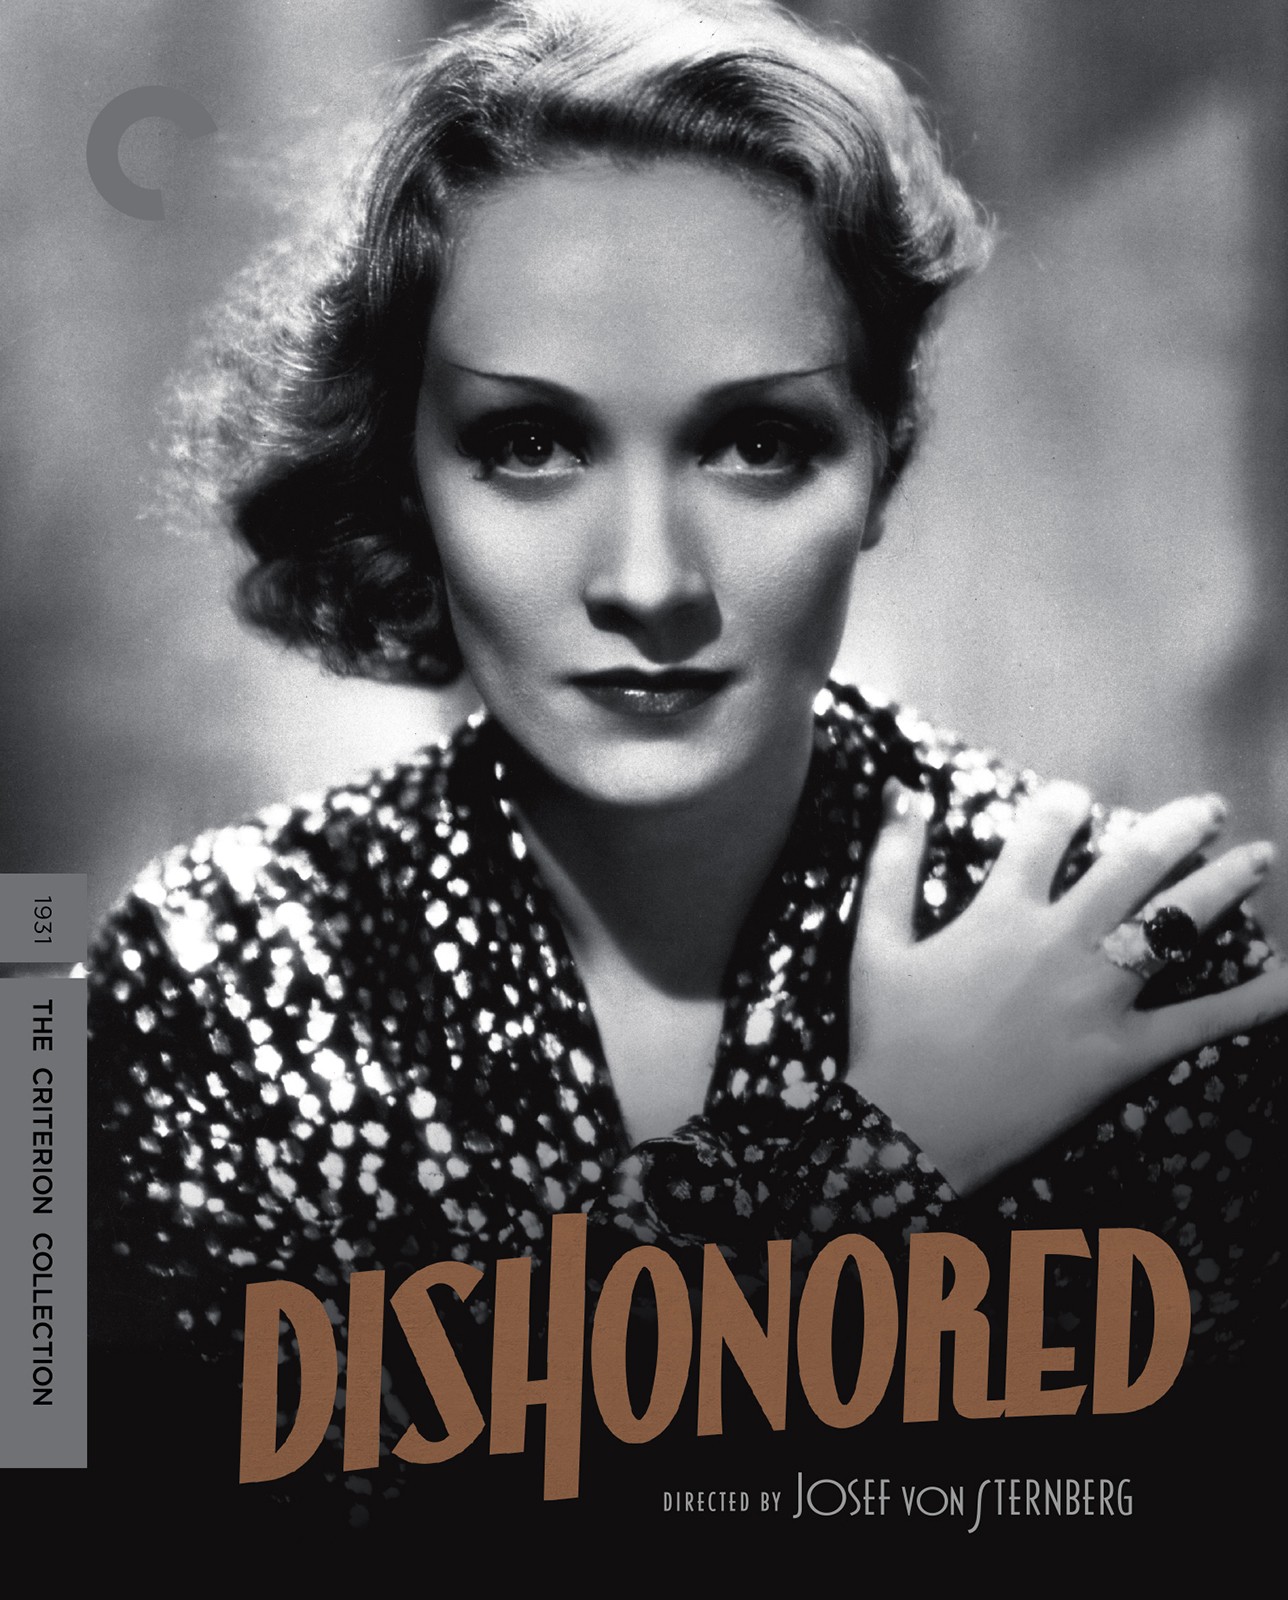 1931
THE CRITERION COLLECTION
DISHONORED
DIRECTED BY JOSEF VON STERNBERG